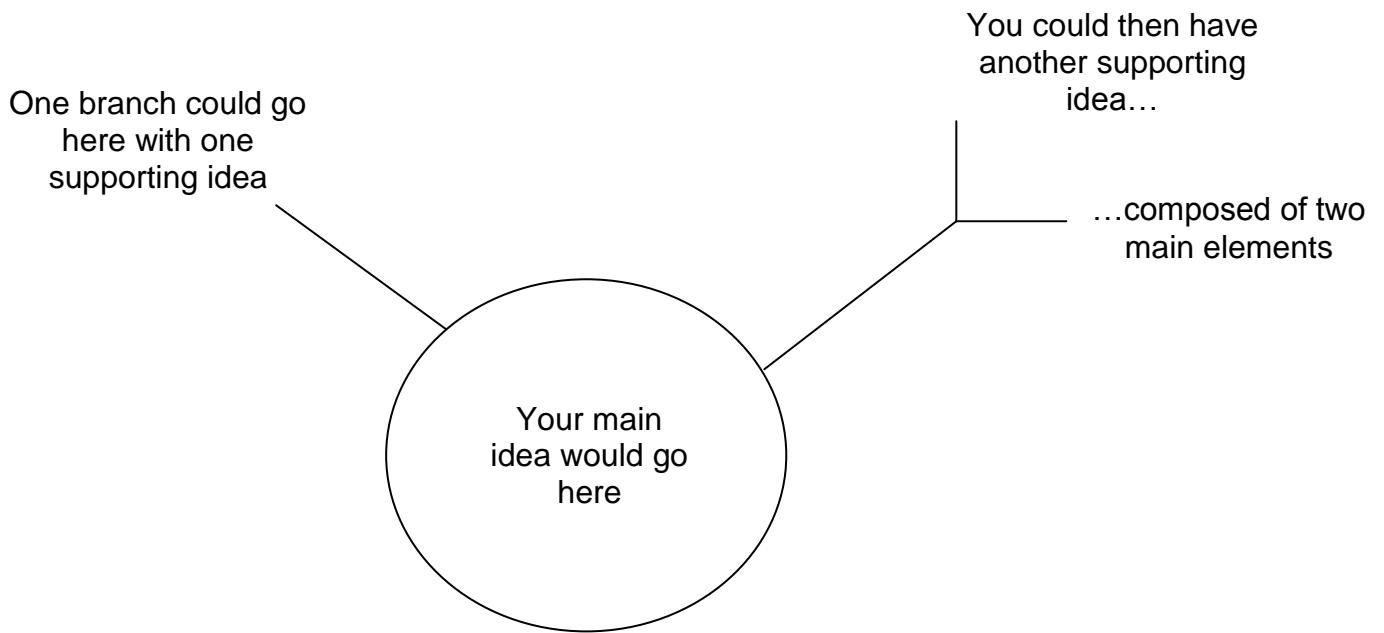 One branch could go
here with one
supporting idea
You could then have
another supporting
idea…
…composed of two
main elements
Your main
idea would go
here